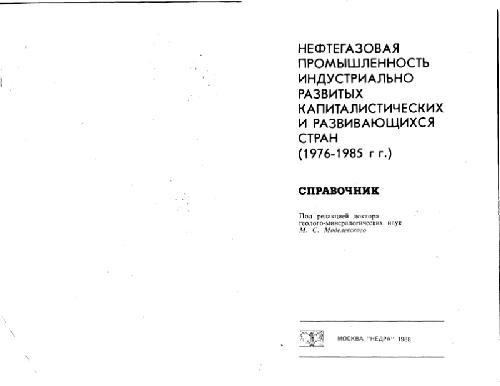 НЕФТЕГАЗОВАЯ
ПРОМЫШЛЕННОСТЬ
ИНДУСТРИАЛЬНО
РАЗВИТЫХ
КАПИТАЛИСТИЧЕСКИХ
И РАЗВИВАЮЩИХСЯ
СТРАН
(1976-1985 г г.)
СПРАВОЧНИК
Под редакцией доктора
геолого-минералогических наук
М. С. Моделевского
МОСКВА "НЕДРА" 1988